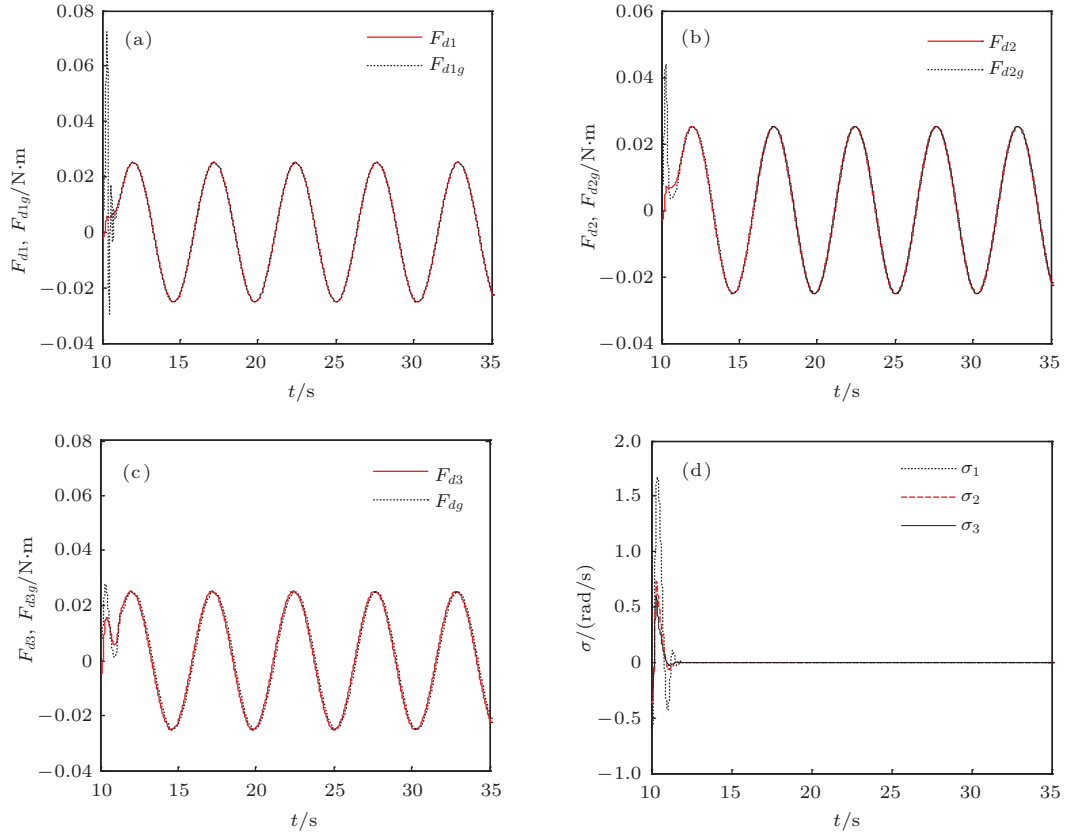 0.08
0.06
0.04
0.02
0
−0.02
−0.04
(a)
F_{d1}
F_{d1g}
F_{d1}, F_{d1g}/N·m
10 15 20 25 30 35
t/s
0.06
0.04
0.02
0
−0.02
−0.04
(b)
F_{d2}
F_{d2g}
F_{d2}, F_{d2g}/N·m
10 15 20 25 30 35
t/s
0.08
0.06
0.04
0.02
0
−0.02
−0.04
(c)
F_{d3}
F_{dg}
F_{d3}, F_{d3g}/N·m
10 15 20 25 30 35
t/s
2.0
1.5
1.0
0.5
0
−0.5
−1.0
(d)
σ_1
σ_2
σ_3
σ/(rad/s)
10 15 20 25 30 35
t/s